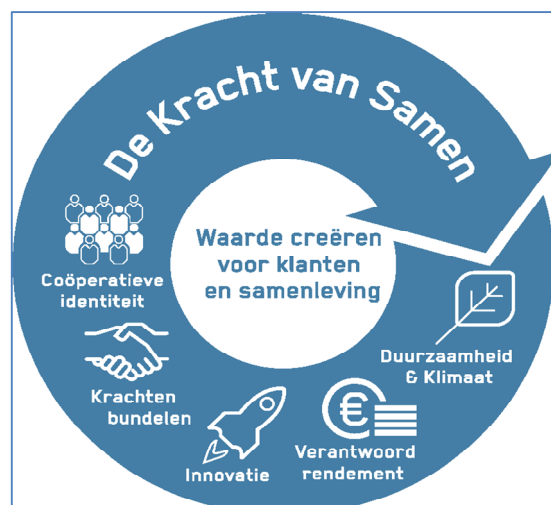 De Kracht van Samen
Waarde creëren
voor klanten
en samenleving
Coöperatieve
identiteit
Krachten
bundelen
Innovatie
Verantwoord
rendement
Duurzaamheid
& Klimaat